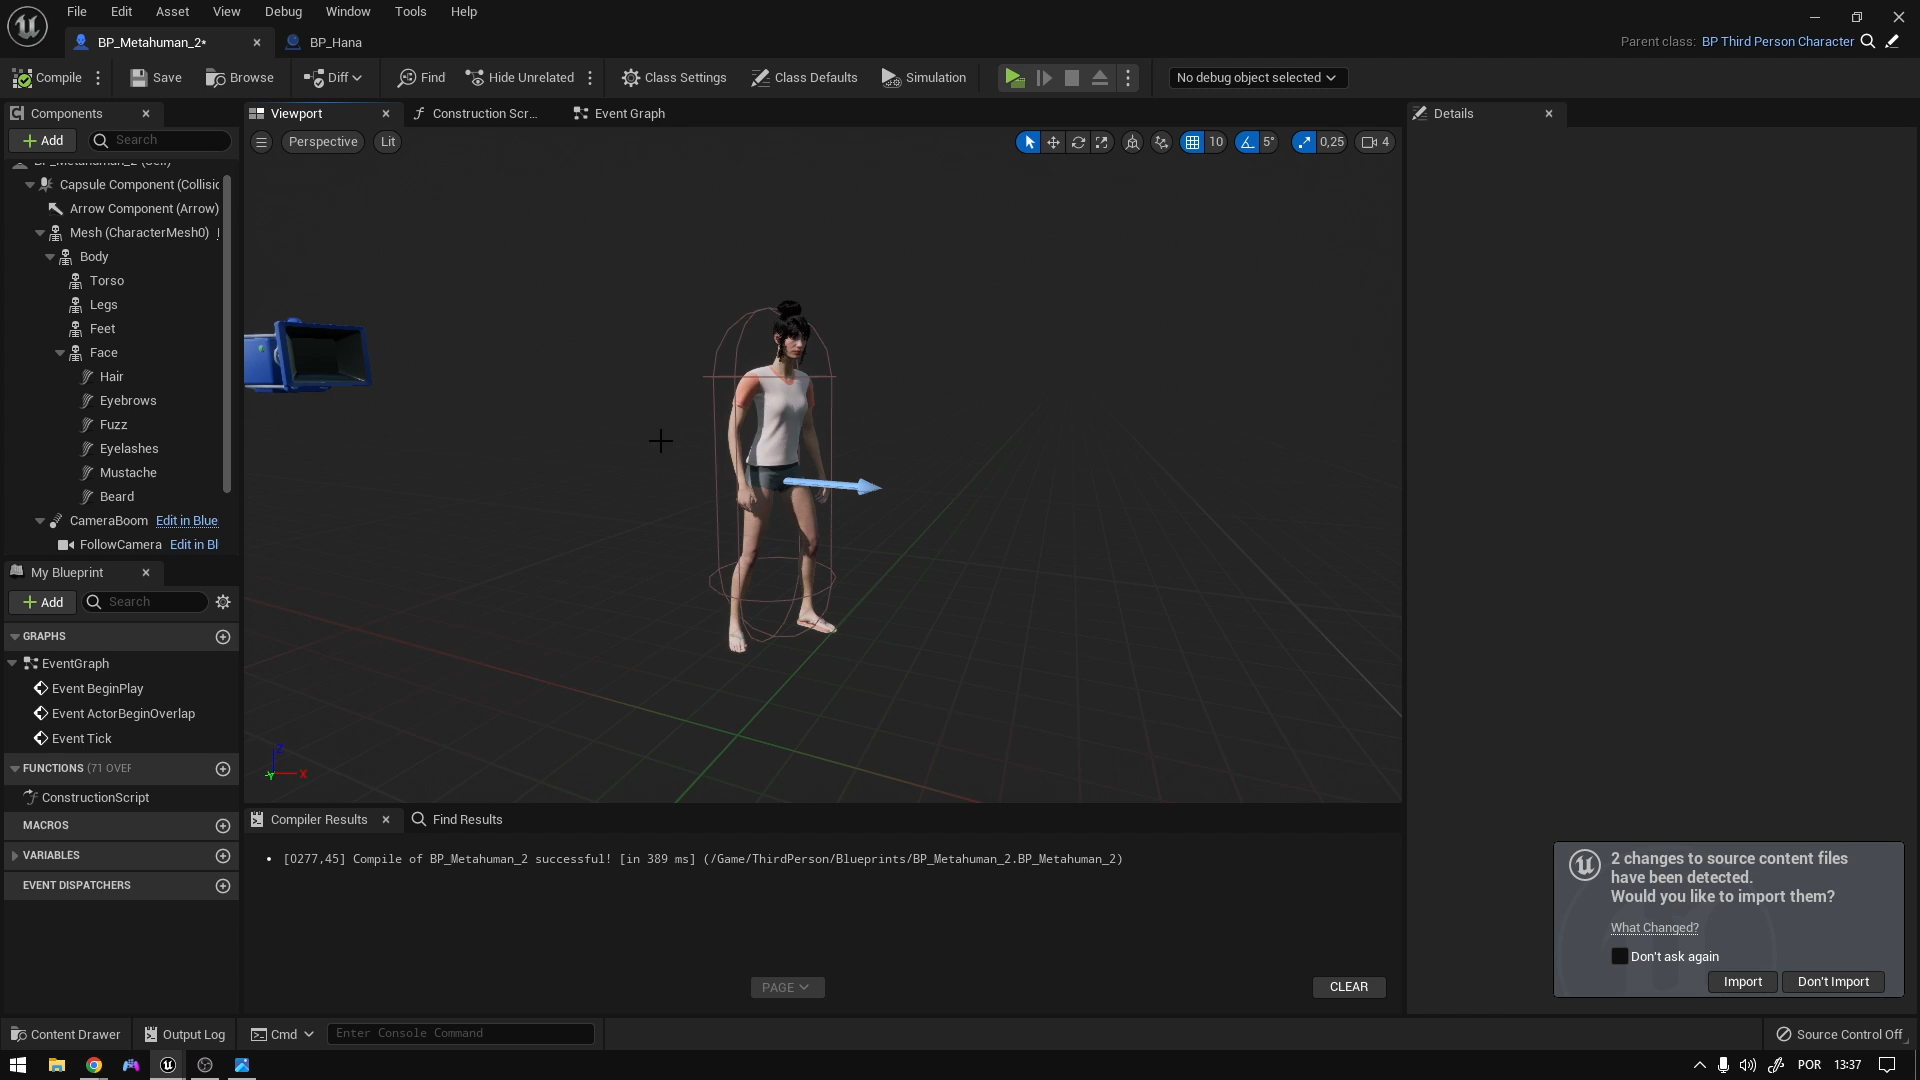 File Edit Asset View Debug Window Tools Help
BP_Metahuman_2* BP_Hana
Parent class: BP Third Person Character
Compile Save Browse Diff Find Hide Unrelated Class Settings Class Defaults Simulation No debug object selected
Components
Add Search
BP_Metahuman_2 (Self)
Capsule Component (Collisic
Arrow Component (Arrow)
Mesh (CharacterMesh0)
Body
Torso
Legs
Feet
Face
Hair
Eyebrows
Fuzz
Eyelashes
Mustache
Beard
CameraBoom Edit in Blue
FollowCamera Edit in Bl
My Blueprint
Add Search
GRAPHS
EventGraph
Event BeginPlay
Event ActorBeginOverlap
Event Tick
FUNCTIONS (71 OVER
ConstructionScript
MACROS
VARIABLES
EVENT DISPATCHERS
Viewport Construction Scr... Event Graph
Perspective Lit 10 5° 0,25 4
Z
Y X
Compiler Results Find Results
[0277,45] Compile of BP_Metahuman_2 successful! [in 389 ms] (/Game/ThirdPerson/Blueprints/BP_Metahuman_2.BP_Metahuman_2)
PAGE CLEAR
Details
2 changes to source content files
have been detected.
Would you like to import them?
What Changed?
Don't ask again
Import Don't Import
Content Drawer Output Log Cmd Enter Console Command Source Control Off
POR 13:37